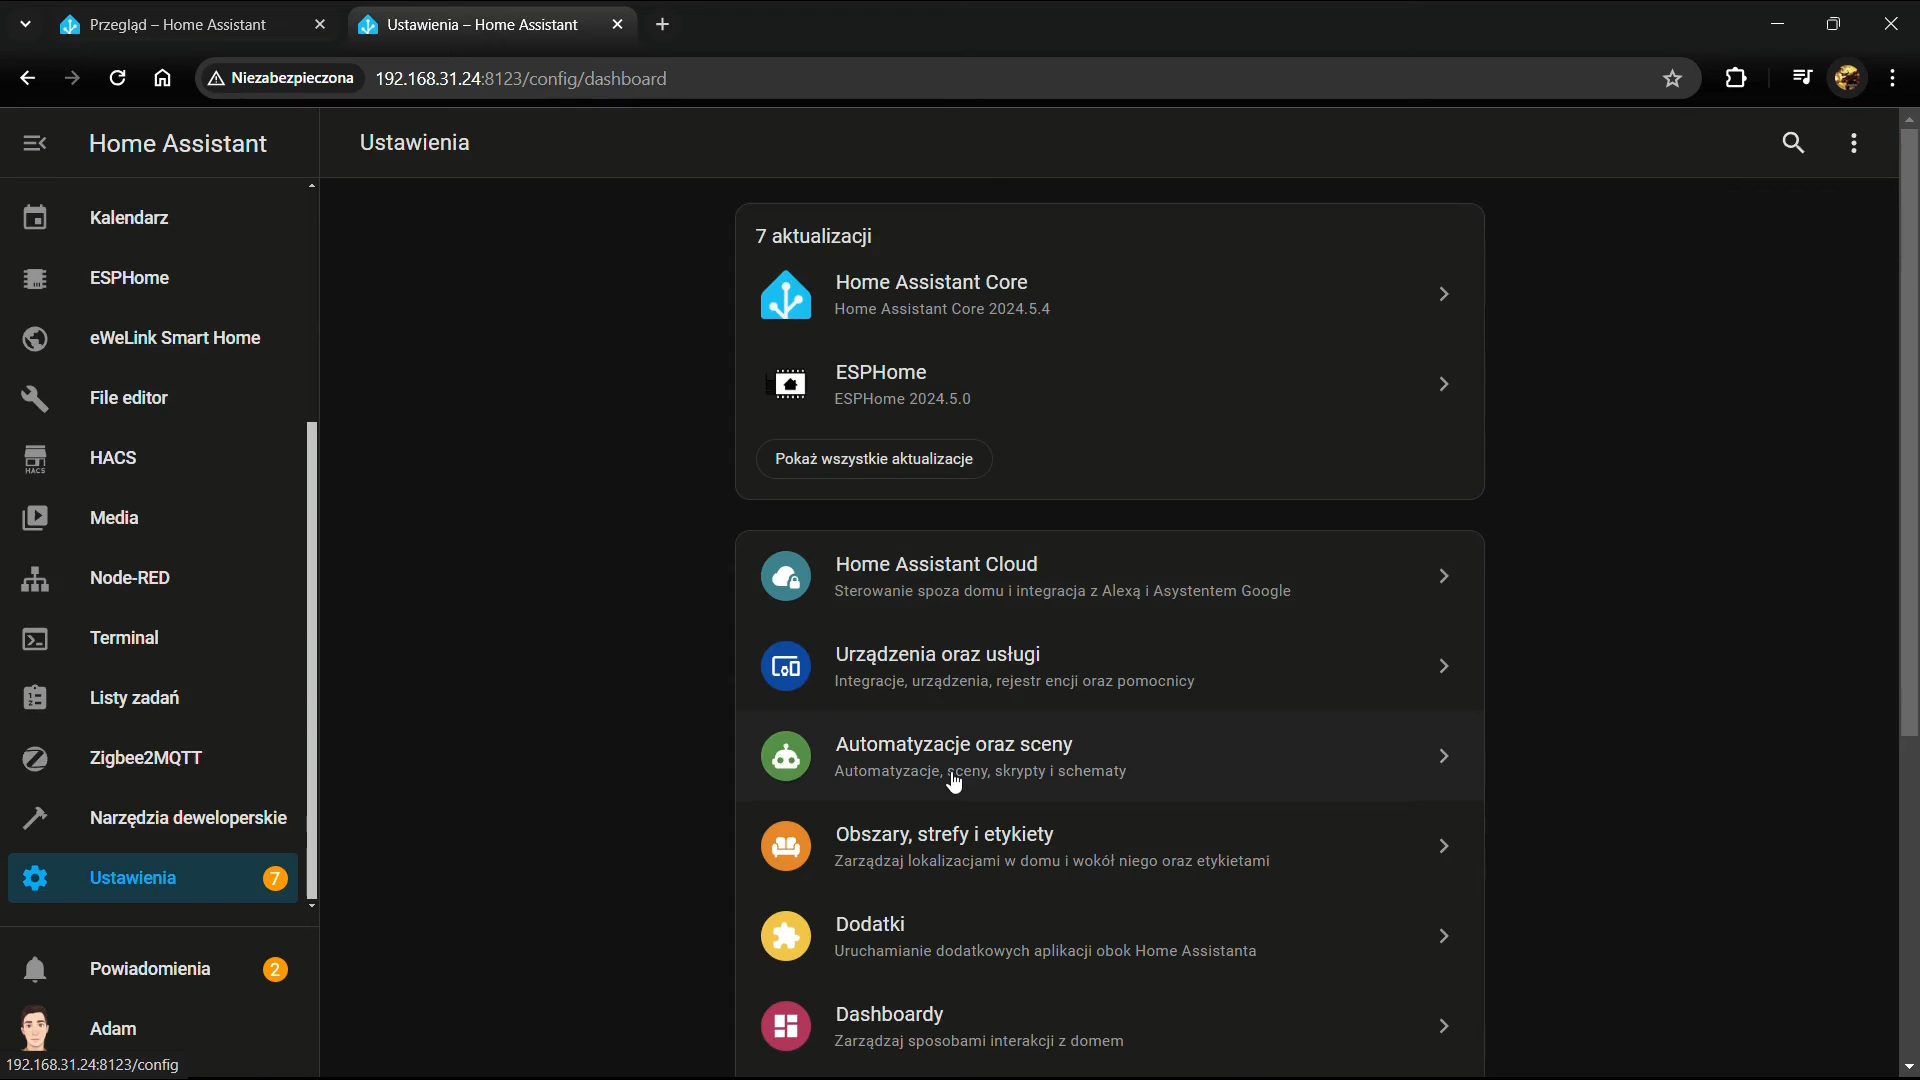 Przegląd – Home Assistant
Ustawienia – Home Assistant
Niezabezpieczona
192.168.31.24:8123/config/dashboard
Home Assistant
Ustawienia
Kalendarz
ESPHome
eWeLink Smart Home
File editor
HACS
HACS
Media
Node-RED
Terminal
Listy zadań
Zigbee2MQTT
Narzędzia deweloperskie
Ustawienia
7
Powiadomienia
2
Adam
192.168.31.24:8123/config
7 aktualizacji
Home Assistant Core
Home Assistant Core 2024.5.4
ESPHome
ESPHome 2024.5.0
Pokaż wszystkie aktualizacje
Home Assistant Cloud
Sterowanie spoza domu i integracja z Alexą i Asystentem Google
Urządzenia oraz usługi
Integracje, urządzenia, rejestr encji oraz pomocnicy
Automatyzacje oraz sceny
Automatyzacje, sceny, skrypty i schematy
Obszary, strefy i etykiety
Zarządzaj lokalizacjami w domu i wokół niego oraz etykietami
Dodatki
Uruchamianie dodatkowych aplikacji obok Home Assistanta
Dashboardy
Zarządzaj sposobami interakcji z domem